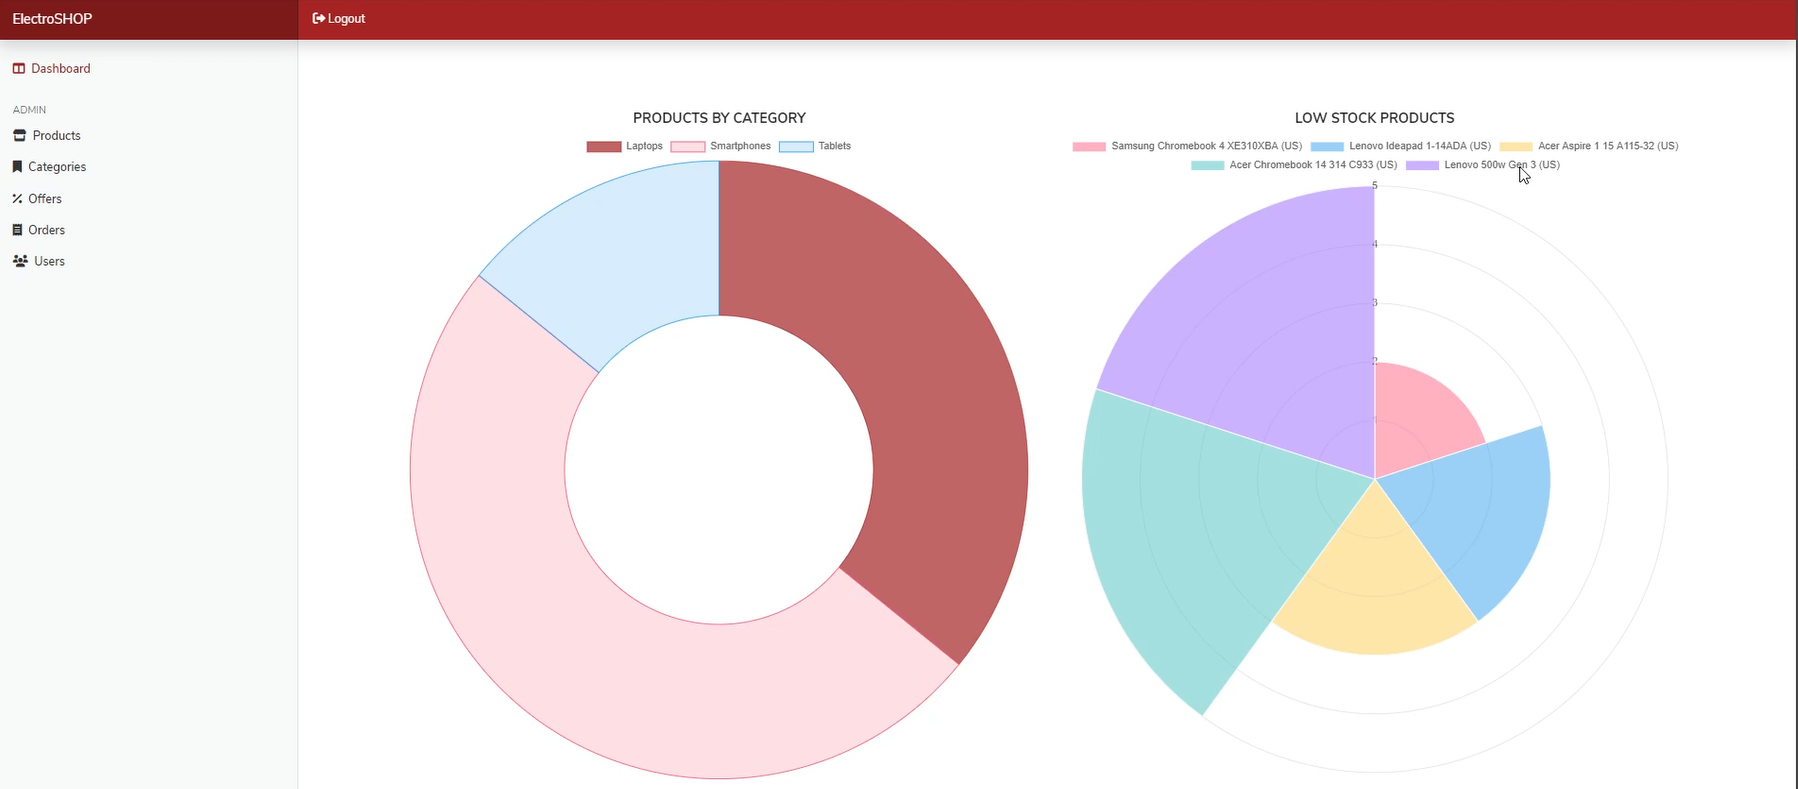 ElectroSHOP
Logout
Dashboard
ADMIN
Products
Categories
Offers
Orders
Users
PRODUCTS BY CATEGORY
Laptops Smartphones Tablets
LOW STOCK PRODUCTS
Samsung Chromebook 4 XE310XBA (US) Lenovo Ideapad 1-14ADA (US) Acer Aspire 1 15 A115-32 (US)
Acer Chromebook 14 314 C933 (US) Lenovo 500w Gen 3 (US)
5
4
3
2
1